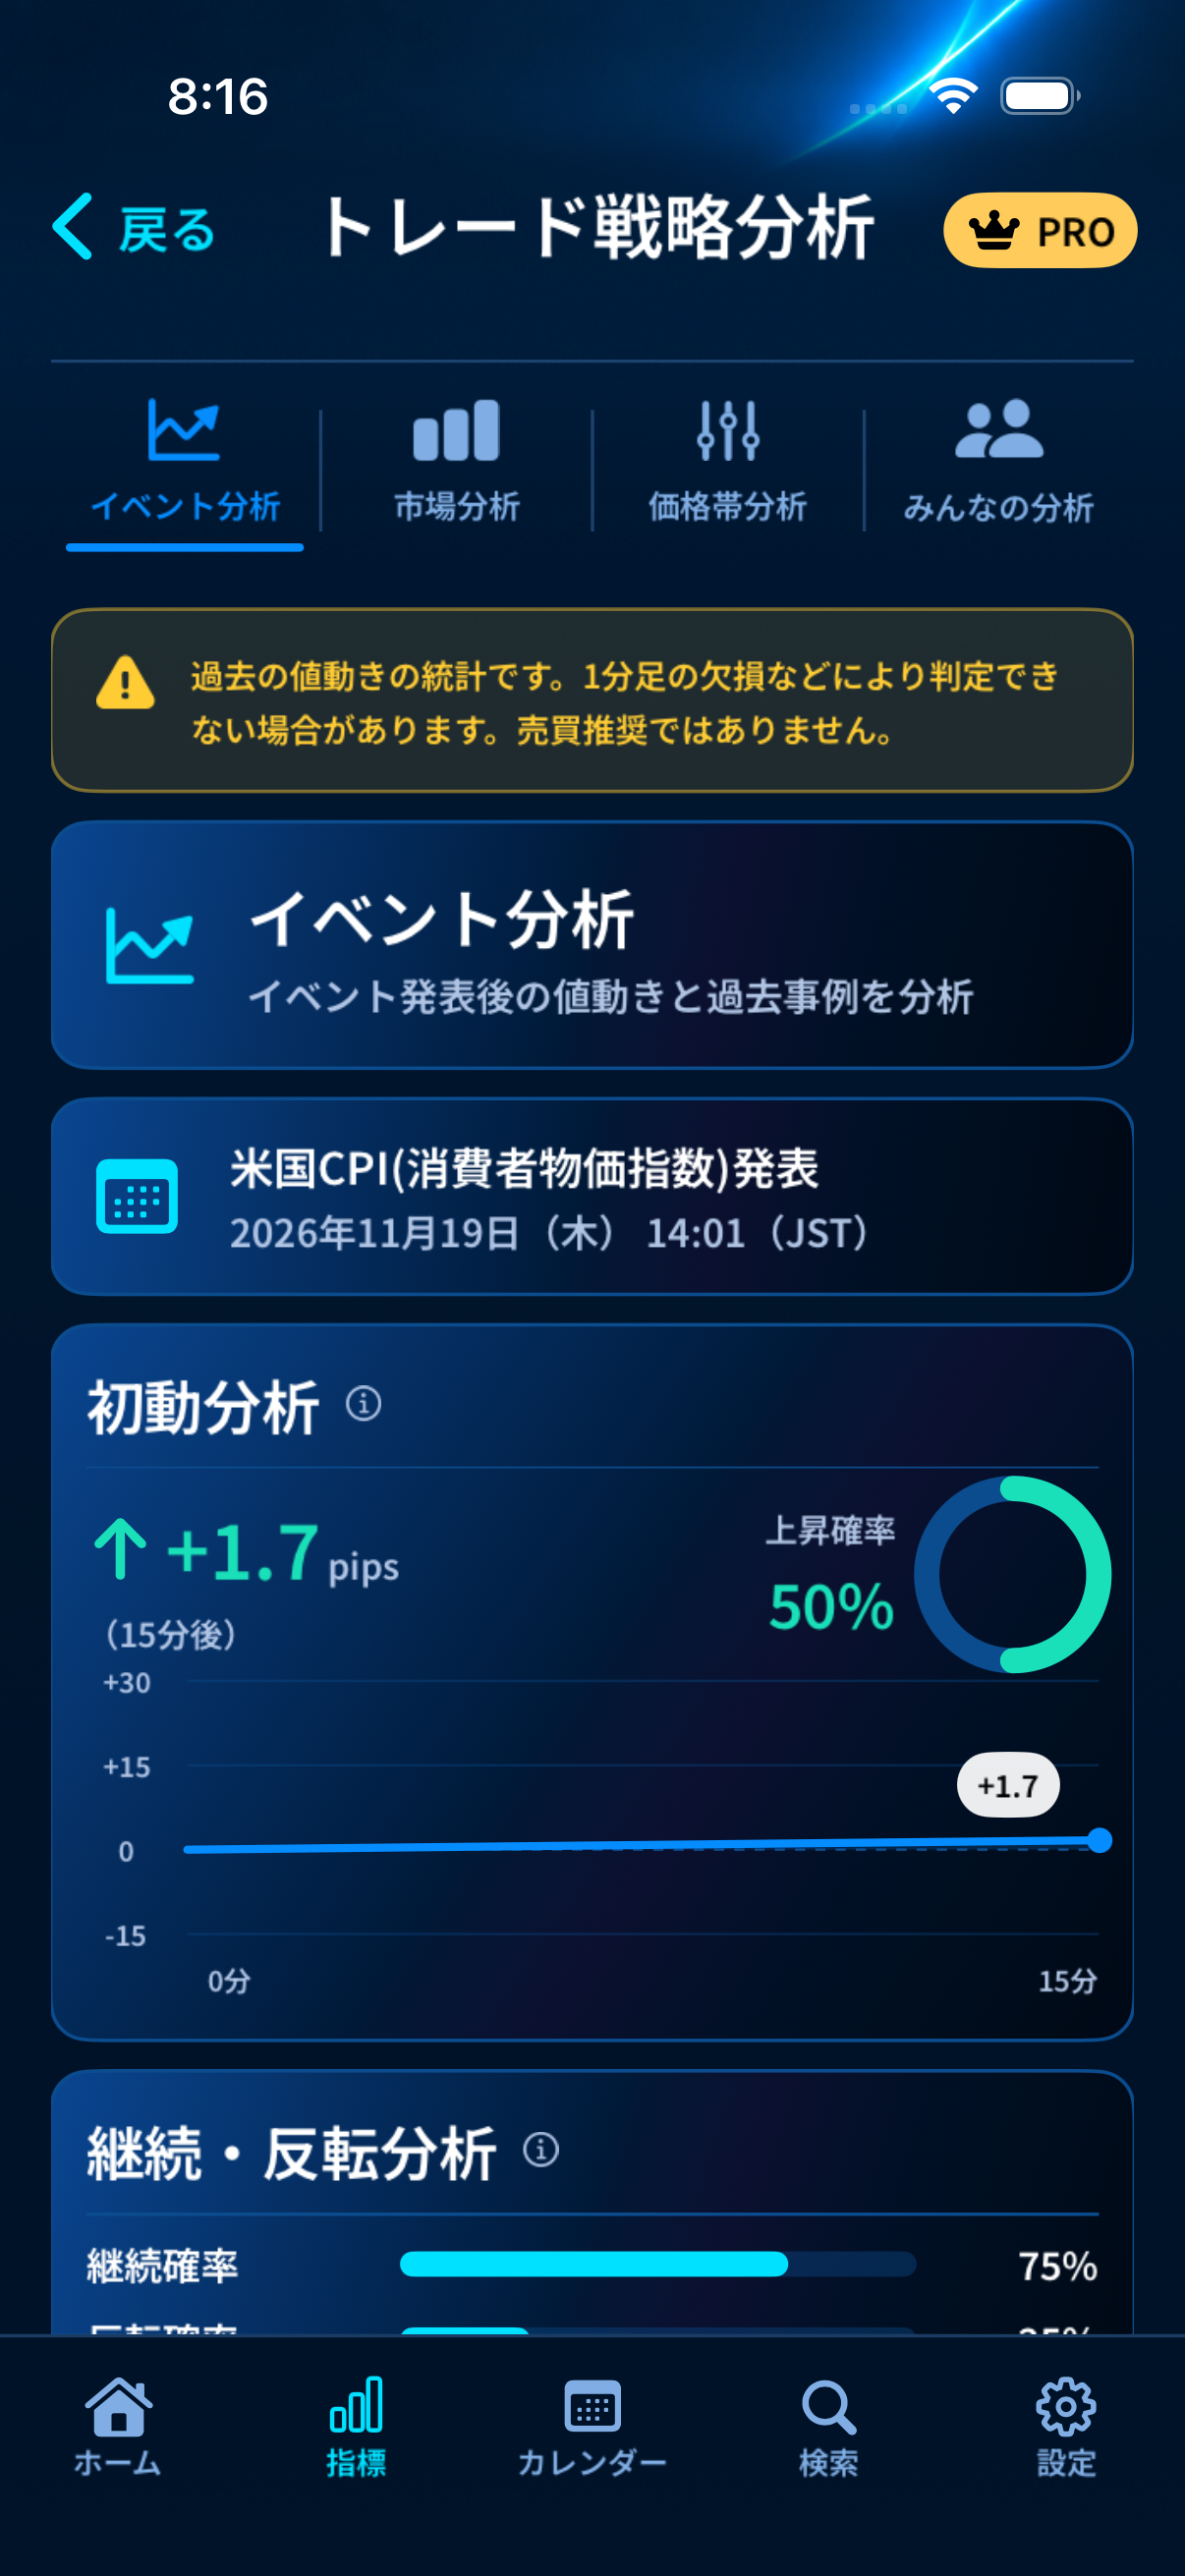 8:16
戻る
トレード戦略分析
PRO
イベント分析
市場分析
価格帯分析
みんなの分析
過去の値動きの統計です。1分足の欠損などにより判定でき
ない場合があります。売買推奨ではありません。
イベント分析
イベント発表後の値動きと過去事例を分析
米国CPI(消費者物価指数)発表
2026年11月19日（木） 14:01（JST）
初動分析
+1.7 pips
（15分後）
上昇確率
50%
+30
+15
+1.7
0
-15
0分
15分
継続・反転分析
継続確率
75%
ホーム
指標
カレンダー
検索
設定